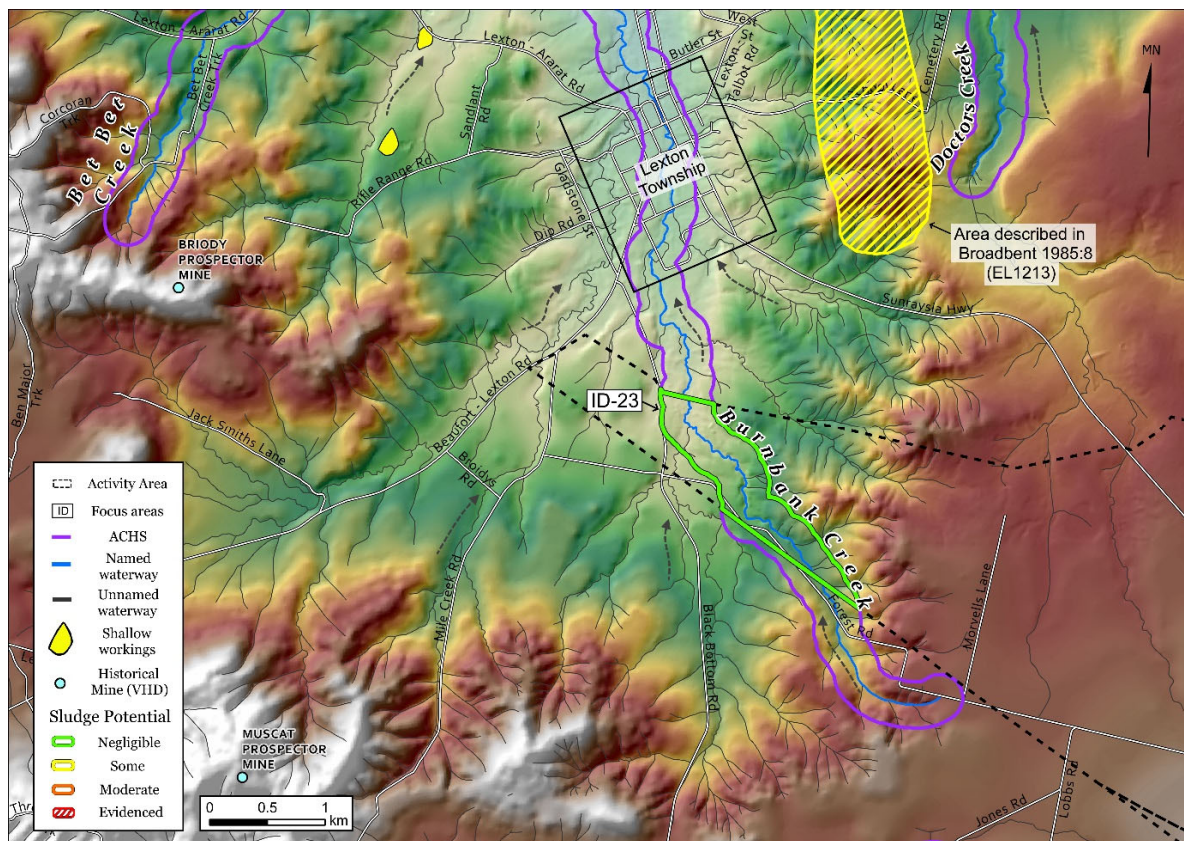 Lexton - Ararat Rd
Bet Bet
Creek Trk
Corcoran
Trk
Bet Bet
Creek
BRIODY
PROSPECTOR
MINE
Lexton - Ararat Rd
Sandlant
Rd
Rifle Range Rd
Gladstone St
Dip Rd
West
St
Butler St
Lexton -
Talbot Rd
Lexton
Township
Cemetery Rd
Doctors Creek
MN
Area described in
Broadbent 1985:8
(EL1213)
Sunraysia Hwy
Ben Major
Trk
Jack Smiths Lane
Beaufort - Lexton Rd
ID-23
Burnbank Creek
Mile Creek Rd
Black Bottom Rd
Forest Rd
Morvells Lane
Lobbs Rd
Jones Rd
MUSCAT
PROSPECTOR
MINE
Activity Area
ID
Focus areas
ACHS
Named
waterway
Unnamed
waterway
Shallow
workings
Historical
Mine (VHD)
Sludge Potential
Negligible
Some
Moderate
Evidenced
0 0.5 1
km